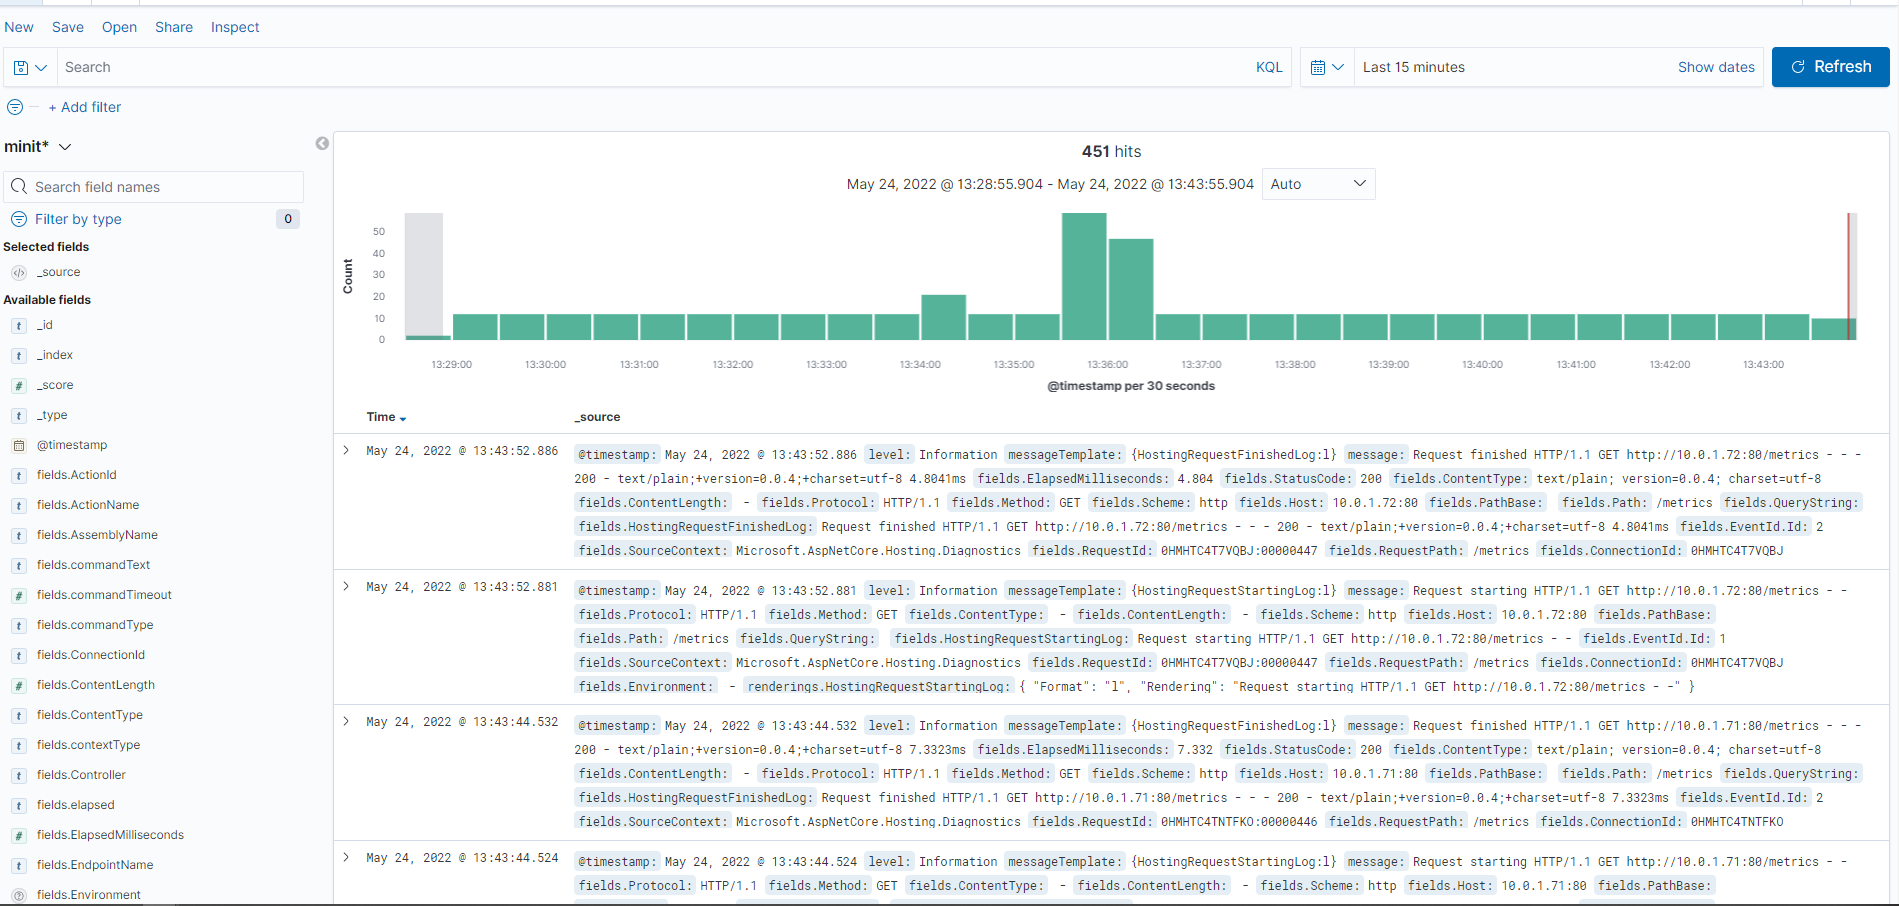 New Save Open Share Inspect
Search KQL Last 15 minutes Show dates Refresh
+ Add filter
minit*
Search field names
Filter by type 0
Selected fields
_source
Available fields
t _id
t _index
# _score
t _type
@timestamp
t fields.ActionId
t fields.ActionName
t fields.AssemblyName
t fields.commandText
# fields.commandTimeout
t fields.commandType
t fields.ConnectionId
# fields.ContentLength
t fields.ContentType
t fields.contextType
t fields.Controller
t fields.elapsed
# fields.ElapsedMilliseconds
t fields.EndpointName
fields.Environment
451 hits
May 24, 2022 @ 13:28:55.904 - May 24, 2022 @ 13:43:55.904 Auto
Count
50
40
30
20
10
0
13:29:00 13:30:00 13:31:00 13:32:00 13:33:00 13:34:00 13:35:00 13:36:00 13:37:00 13:38:00 13:39:00 13:40:00 13:41:00 13:42:00 13:43:00
@timestamp per 30 seconds
Time _source
May 24, 2022 @ 13:43:52.886 @timestamp: May 24, 2022 @ 13:43:52.886 level: Information messageTemplate: {HostingRequestFinishedLog:l} message: Request finished HTTP/1.1 GET http://10.0.1.72:80/metrics - - -
200 - text/plain;+version=0.0.4;+charset=utf-8 4.8041ms fields.ElapsedMilliseconds: 4.804 fields.StatusCode: 200 fields.ContentType: text/plain; version=0.0.4; charset=utf-8
fields.ContentLength: - fields.Protocol: HTTP/1.1 fields.Method: GET fields.Scheme: http fields.Host: 10.0.1.72:80 fields.PathBase: fields.Path: /metrics fields.QueryString:
fields.HostingRequestFinishedLog: Request finished HTTP/1.1 GET http://10.0.1.72:80/metrics - - - 200 - text/plain;+version=0.0.4;+charset=utf-8 4.8041ms fields.EventId.Id: 2
fields.SourceContext: Microsoft.AspNetCore.Hosting.Diagnostics fields.RequestId: 0HMHTC4T7VQBJ:00000447 fields.RequestPath: /metrics fields.ConnectionId: 0HMHTC4T7VQBJ
May 24, 2022 @ 13:43:52.881 @timestamp: May 24, 2022 @ 13:43:52.881 level: Information messageTemplate: {HostingRequestStartingLog:l} message: Request starting HTTP/1.1 GET http://10.0.1.72:80/metrics - -
fields.Protocol: HTTP/1.1 fields.Method: GET fields.ContentType: - fields.ContentLength: - fields.Scheme: http fields.Host: 10.0.1.72:80 fields.PathBase:
fields.Path: /metrics fields.QueryString: fields.HostingRequestStartingLog: Request starting HTTP/1.1 GET http://10.0.1.72:80/metrics - - fields.EventId.Id: 1
fields.SourceContext: Microsoft.AspNetCore.Hosting.Diagnostics fields.RequestId: 0HMHTC4T7VQBJ:00000447 fields.RequestPath: /metrics fields.ConnectionId: 0HMHTC4T7VQBJ
fields.Environment: - renderings.HostingRequestStartingLog: { "Format": "l", "Rendering": "Request starting HTTP/1.1 GET http://10.0.1.72:80/metrics - -" }
May 24, 2022 @ 13:43:44.532 @timestamp: May 24, 2022 @ 13:43:44.532 level: Information messageTemplate: {HostingRequestFinishedLog:l} message: Request finished HTTP/1.1 GET http://10.0.1.71:80/metrics - - -
200 - text/plain;+version=0.0.4;+charset=utf-8 7.3323ms fields.ElapsedMilliseconds: 7.332 fields.StatusCode: 200 fields.ContentType: text/plain; version=0.0.4; charset=utf-8
fields.ContentLength: - fields.Protocol: HTTP/1.1 fields.Method: GET fields.Scheme: http fields.Host: 10.0.1.71:80 fields.PathBase: fields.Path: /metrics fields.QueryString:
fields.HostingRequestFinishedLog: Request finished HTTP/1.1 GET http://10.0.1.71:80/metrics - - - 200 - text/plain;+version=0.0.4;+charset=utf-8 7.3323ms fields.EventId.Id: 2
fields.SourceContext: Microsoft.AspNetCore.Hosting.Diagnostics fields.RequestId: 0HMHTC4TNTFKO:00000446 fields.RequestPath: /metrics fields.ConnectionId: 0HMHTC4TNTFKO
May 24, 2022 @ 13:43:44.524 @timestamp: May 24, 2022 @ 13:43:44.524 level: Information messageTemplate: {HostingRequestStartingLog:l} message: Request starting HTTP/1.1 GET http://10.0.1.71:80/metrics - -
fields.Protocol: HTTP/1.1 fields.Method: GET fields.ContentType: - fields.ContentLength: - fields.Scheme: http fields.Host: 10.0.1.71:80 fields.PathBase: